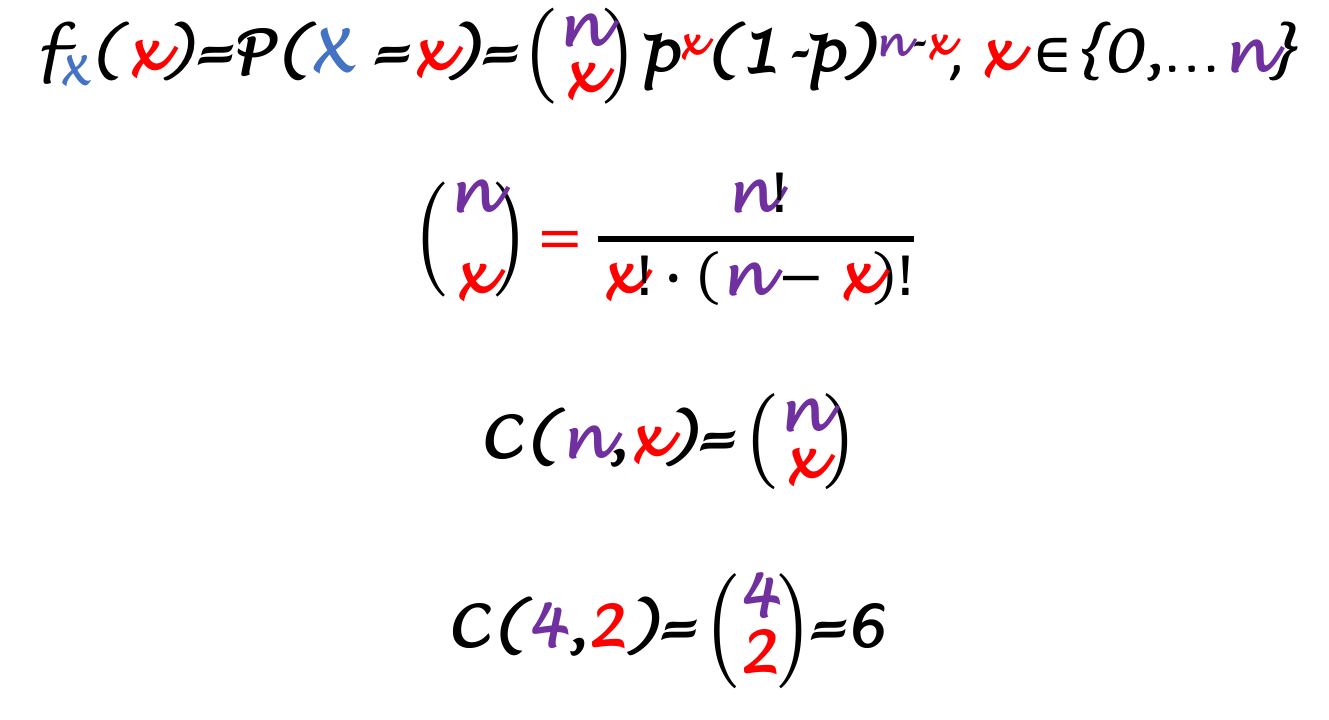 fₓ(x)=P(X =x)=(n x) pˣ(1-p)ⁿ⁻ˣ, x ∈ {0,...n}
(n x) = n! / x! · (n − x)!
C(n,x)=(n x)
C(4,2)=(4 2)=6